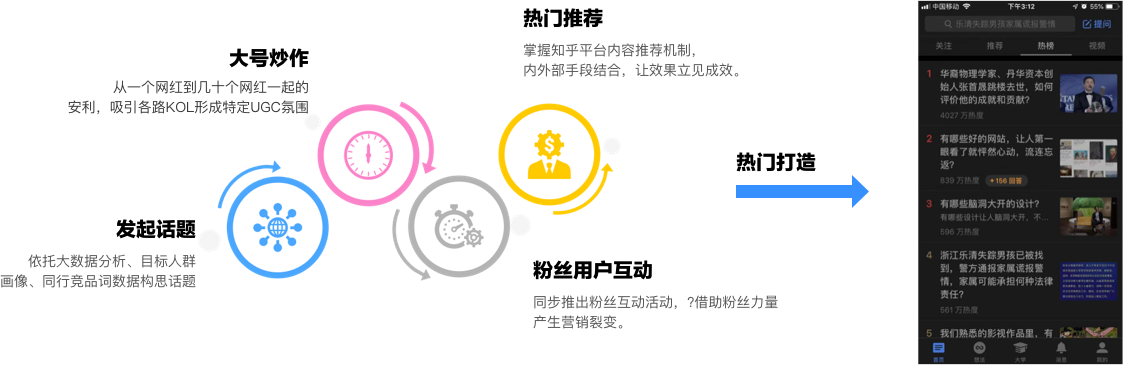 热门推荐
掌握知乎平台内容推荐机制，
内外部手段结合，让效果立见成效。
大号炒作
从一个网红到几十个网红一起的
安利，吸引各路KOL形成特定UGC氛围
发起话题
依托大数据分析、目标人群
画像、同行竞品词数据构思话题
粉丝用户互动
同步推出粉丝互动活动，?借助粉丝力量
产生营销裂变。
热门打造
中国移动 下午3:12 55%
乐清失踪男孩家属谎报警情 提问
关注 推荐 热榜 视频
1 华裔物理学家、丹华资本创
始人张首晟跳楼去世，如何
评价他的成就和贡献？
4027 万热度
2 有哪些好的网站，让人第一
眼看了就怦然心动，流连忘
返？
839 万热度 +156 回答
3 有哪些脑洞大开的设计？
有哪些设计让人脑洞大开，不...
596 万热度
4 浙江乐清失踪男孩已被找
到，警方通报家属谎报警
情，家属可能承担何种法律
责任？
561 万热度
5 我们熟悉的影视作品里，有
首页 想法 大学 消息 我的